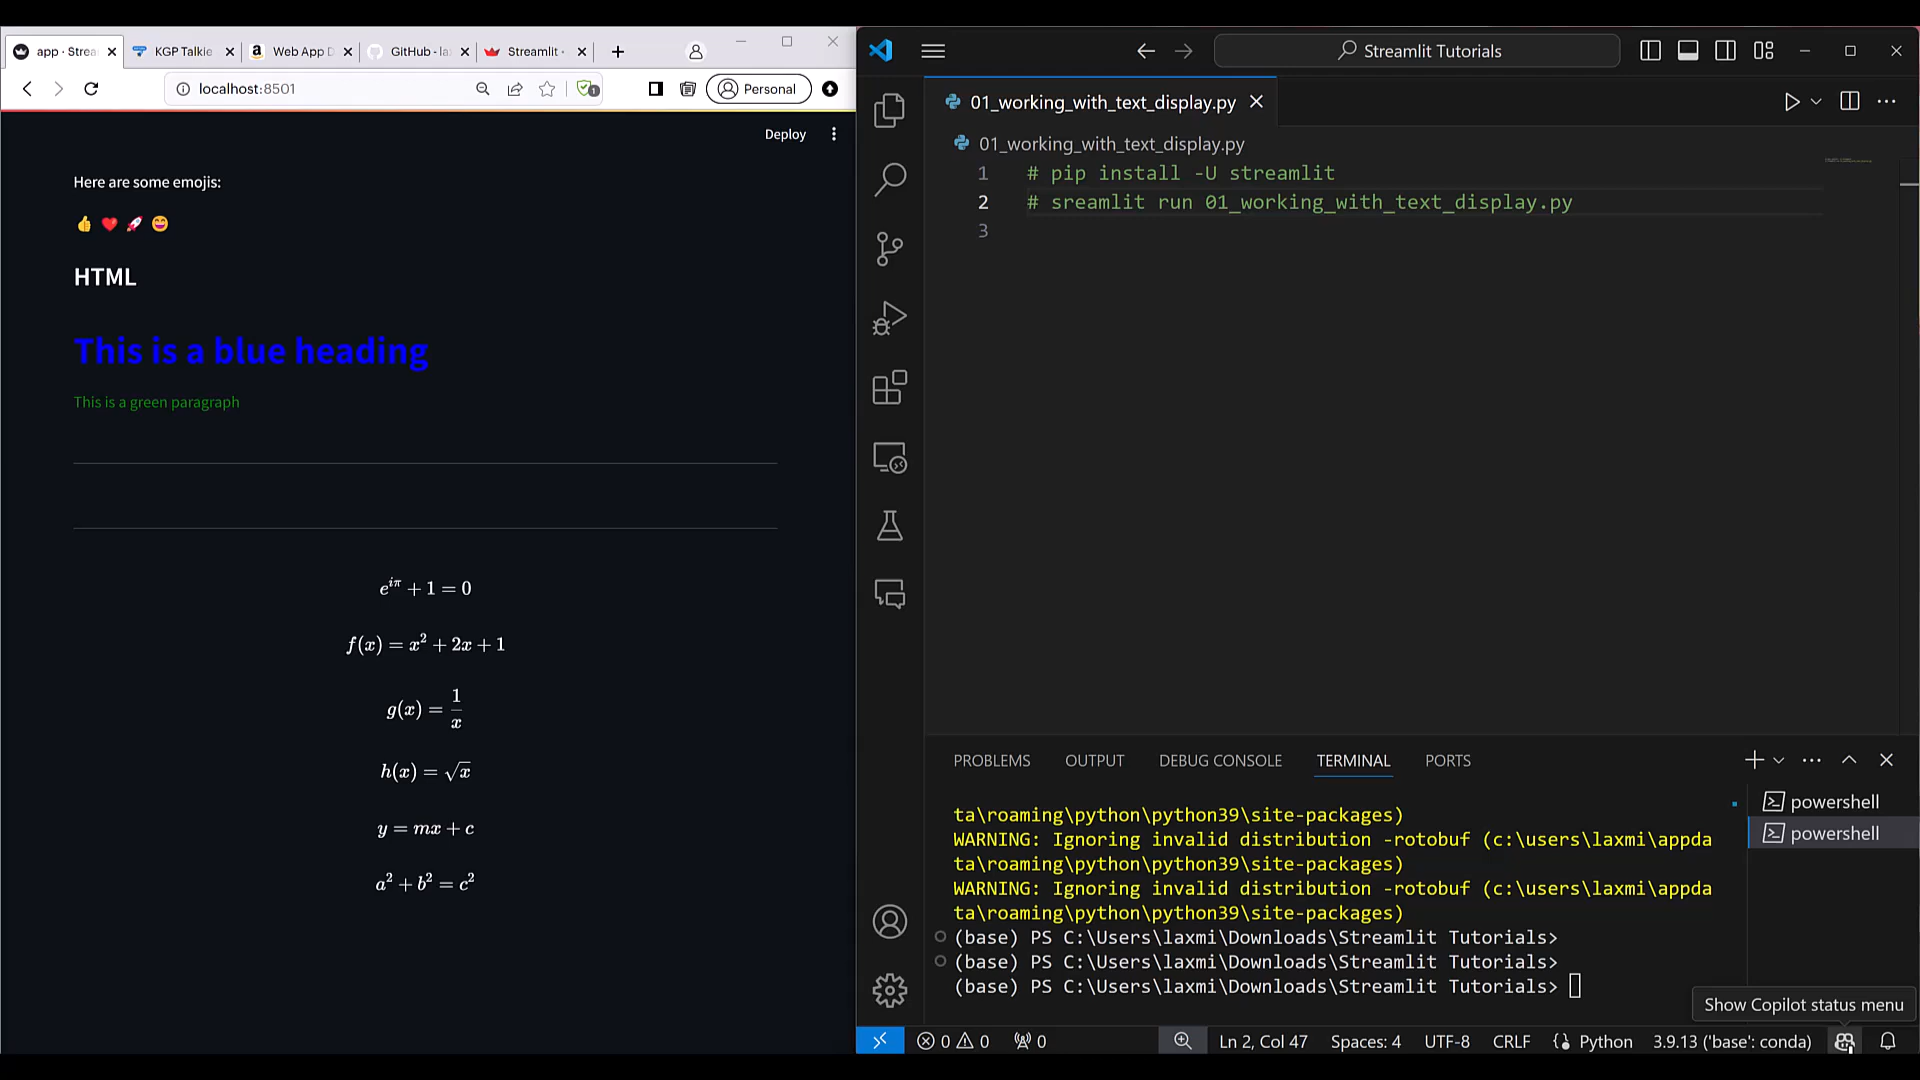 app · Strea
KGP Talkie
Web App D
GitHub - la
Streamlit ·
localhost:8501
1
Personal
Deploy
Here are some emojis:
👍 ❤️ 🚀 😄
HTML
This is a blue heading
This is a green paragraph
e^{iπ} + 1 = 0
f(x) = x² + 2x + 1
g(x) = 1/x
h(x) = √x
y = mx + c
a² + b² = c²
Streamlit Tutorials
01_working_with_text_display.py
01_working_with_text_display.py
1 # pip install -U streamlit
2 # sreamlit run 01_working_with_text_display.py
3
PROBLEMS OUTPUT DEBUG CONSOLE TERMINAL PORTS
ta\roaming\python\python39\site-packages)
WARNING: Ignoring invalid distribution -rotobuf (c:\users\laxmi\appda
ta\roaming\python\python39\site-packages)
WARNING: Ignoring invalid distribution -rotobuf (c:\users\laxmi\appda
ta\roaming\python\python39\site-packages)
(base) PS C:\Users\laxmi\Downloads\Streamlit Tutorials>
(base) PS C:\Users\laxmi\Downloads\Streamlit Tutorials>
(base) PS C:\Users\laxmi\Downloads\Streamlit Tutorials>
powershell
powershell
Show Copilot status menu
0 0 0 Ln 2, Col 47 Spaces: 4 UTF-8 CRLF Python 3.9.13 ('base': conda)